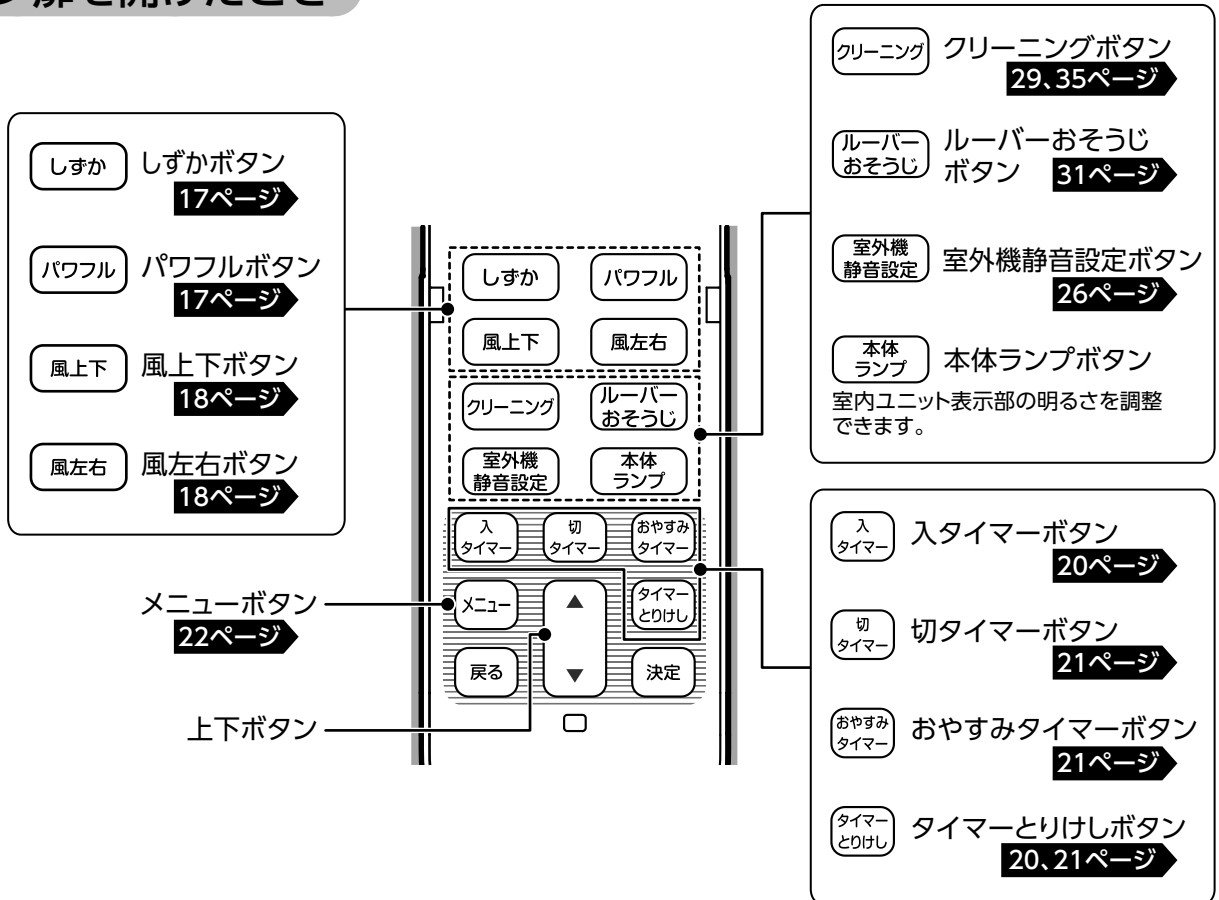 扉を開けたとき
しずか しずかボタン
17ページ
パワフル パワフルボタン
17ページ
風上下 風上下ボタン
18ページ
風左右 風左右ボタン
18ページ
メニューボタン
22ページ
上下ボタン
しずか パワフル
風上下 風左右
クリーニング ルーバー
おそうじ
室外機
静音設定
本体
ランプ
入
タイマー
切
タイマー
おやすみ
タイマー
メニュー
▲
タイマー
とりけし
戻る
▼
決定
クリーニング クリーニングボタン
29、35ページ
ルーバー
おそうじ
ルーバーおそうじ
ボタン 31ページ
室外機
静音設定
室外機静音設定ボタン
26ページ
本体
ランプ
本体ランプボタン
室内ユニット表示部の明るさを調整
できます。
入
タイマー
入タイマーボタン
20ページ
切
タイマー
切タイマーボタン
21ページ
おやすみ
タイマー
おやすみタイマーボタン
21ページ
タイマー
とりけし
タイマーとりけしボタン
20、21ページ